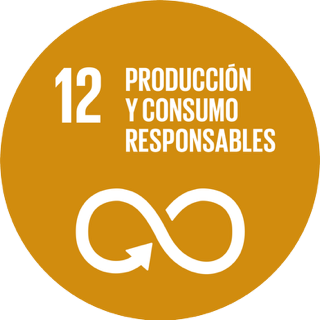 12 PRODUCCIÓN
Y CONSUMO
RESPONSABLES